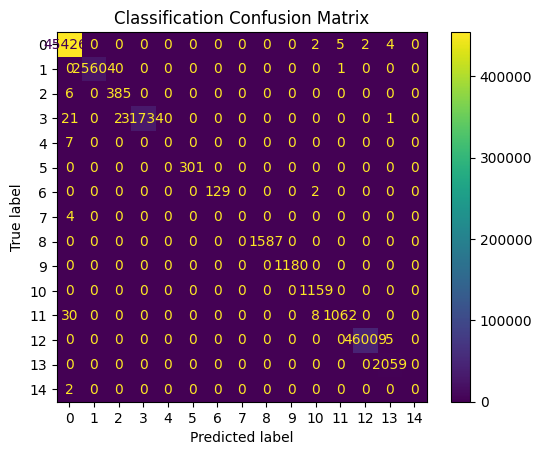 Classification Confusion Matrix
0 0 0 0 0 0 0 0 0 0 2 5 2 4 0
1 0 25604 0 0 0 0 0 0 0 0 0 1 0 0 0
2 6 0 385 0 0 0 0 0 0 0 0 0 0 0 0
3 21 0 2 31734 0 0 0 0 0 0 0 0 0 1 0
4 7 0 0 0 0 0 0 0 0 0 0 0 0 0 0
5 0 0 0 0 0 301 0 0 0 0 0 0 0 0 0
6 0 0 0 0 0 0 129 0 0 0 2 0 0 0 0
7 4 0 0 0 0 0 0 0 0 0 0 0 0 0 0
8 0 0 0 0 0 0 0 0 1587 0 0 0 0 0 0
9 0 0 0 0 0 0 0 0 0 1180 0 0 0 0 0
10 0 0 0 0 0 0 0 0 0 0 1159 0 0 0 0
11 30 0 0 0 0 0 0 0 0 0 8 1062 0 0 0
12 0 0 0 0 0 0 0 0 0 0 0 0 46009 5 0
13 0 0 0 0 0 0 0 0 0 0 0 0 0 2059 0
14 2 0 0 0 0 0 0 0 0 0 0 0 0 0 0
0 1 2 3 4 5 6 7 8 9 10 11 12 13 14
Predicted label
True label
400000
300000
200000
100000
0